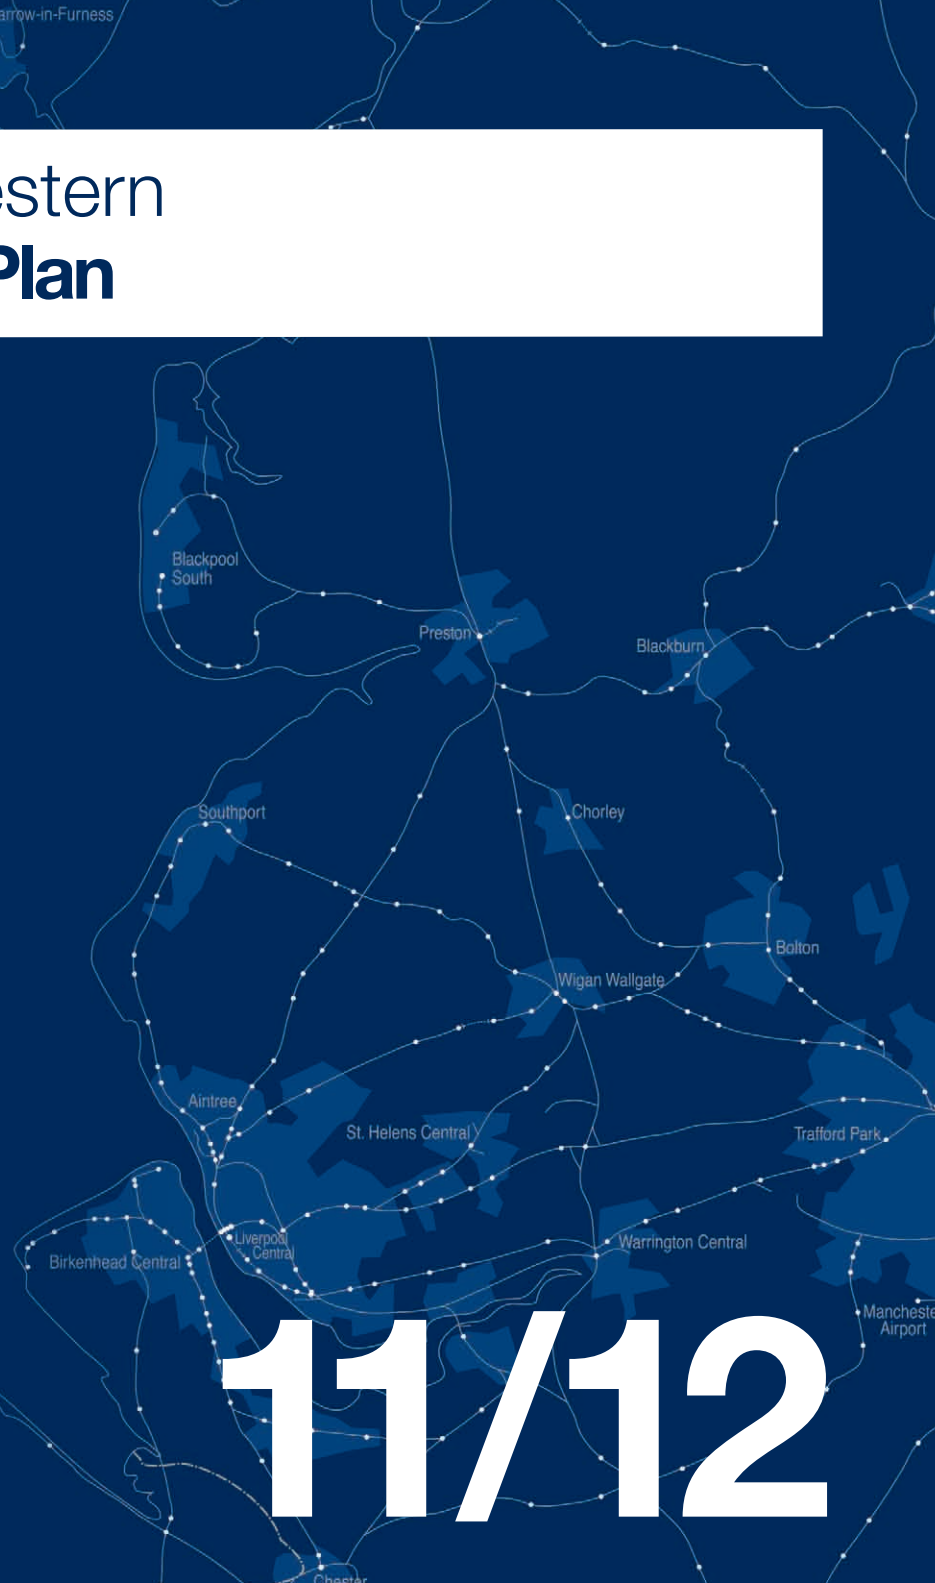 arrow-in-Furness
estern
Plan
Blackpool
South
Preston
Blackburn
Southport
Chorley
Bolton
Wigan Wallgate
Aintree
St. Helens Central
Trafford Park
Liverpool
Central
Birkenhead Central
Warrington Central
Mancheste
Airport
11/12
Chester